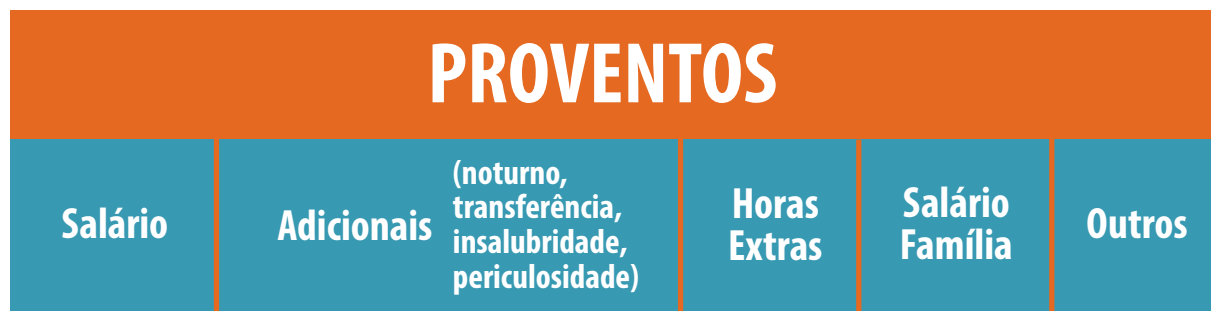 PROVENTOS
Salário
Adicionais
(noturno,
transferência,
insalubridade,
periculosidade)
Horas
Extras
Salário
Família
Outros